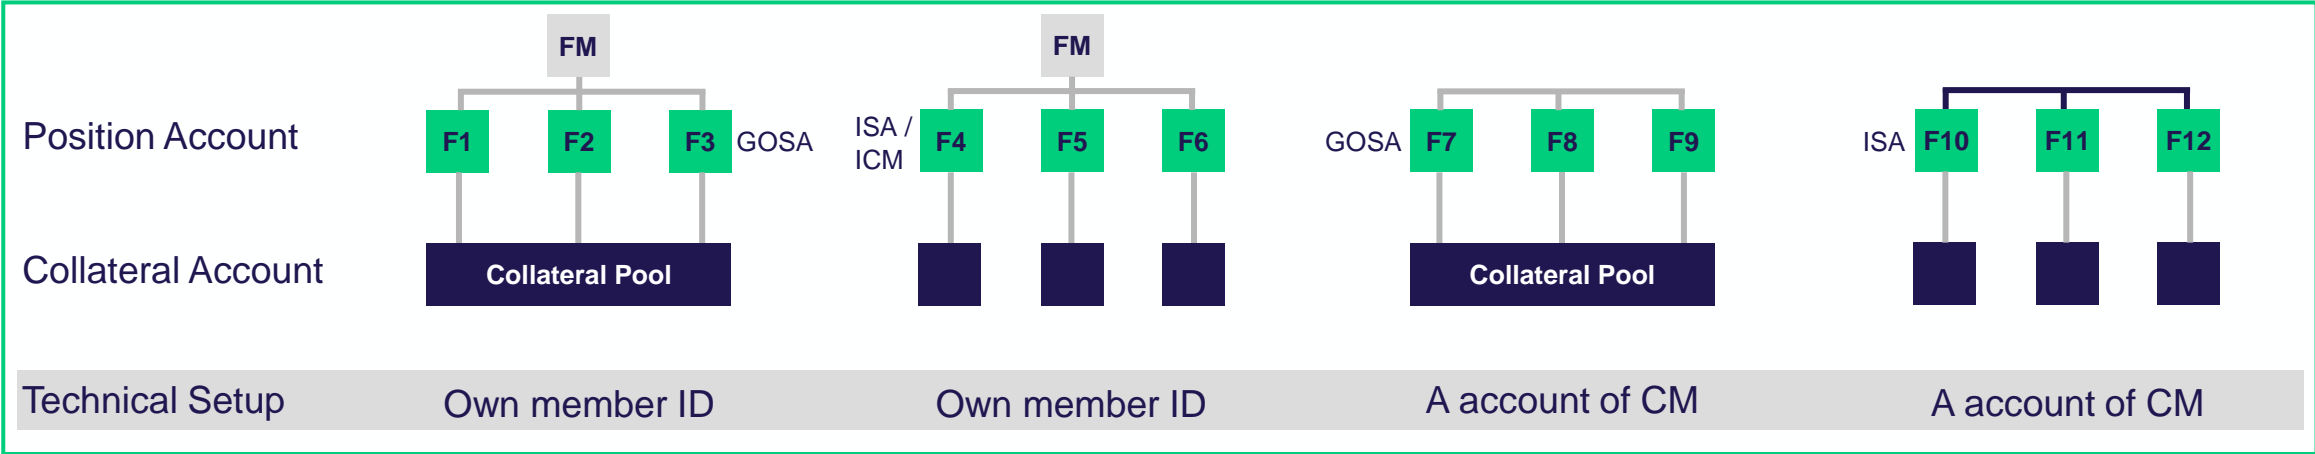 FM
FM
Position Account
F1
F2
F3
GOSA
ISA /
ICM
F4
F5
F6
GOSA
F7
F8
F9
ISA
F10
F11
F12
Collateral Account
Collateral Pool
Collateral Pool
Technical Setup
Own member ID
Own member ID
A account of CM
A account of CM